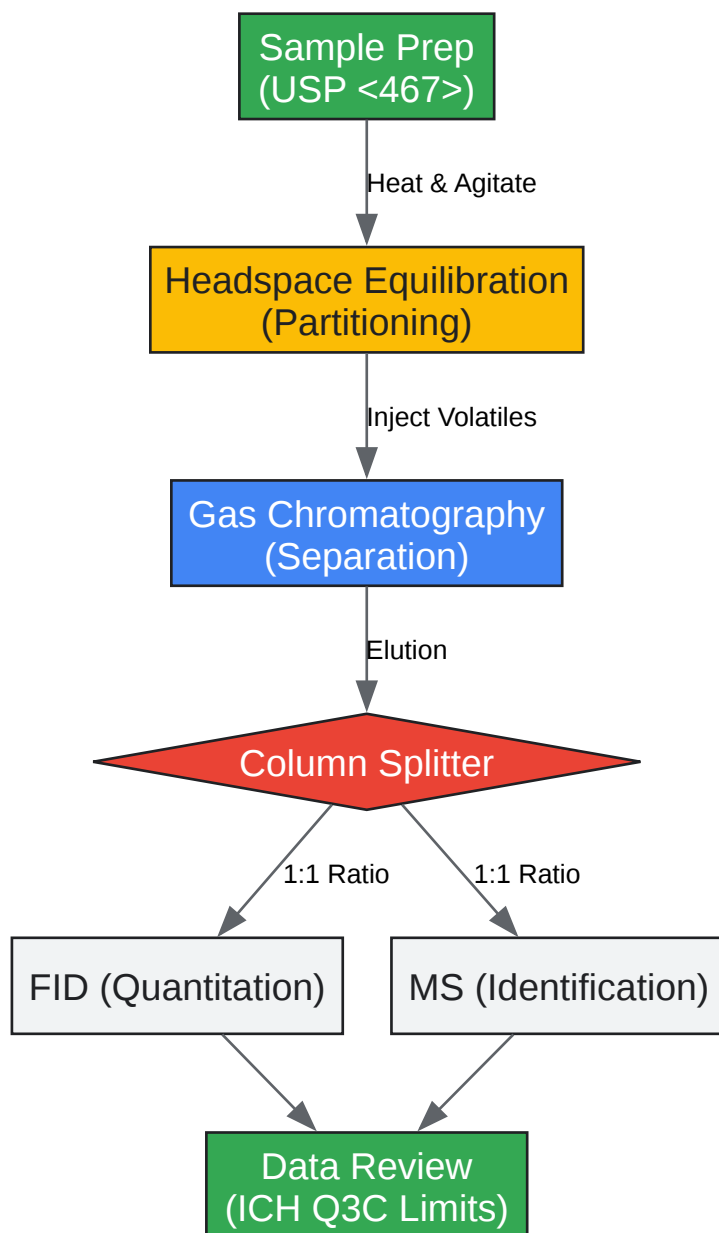 Sample Prep
(USP <467>)
Heat & Agitate
Headspace Equilibration
(Partitioning)
Inject Volatiles
Gas Chromatography
(Separation)
Elution
Column Splitter
1:1 Ratio
1:1 Ratio
FID (Quantitation)
MS (Identification)
Data Review
(ICH Q3C Limits)